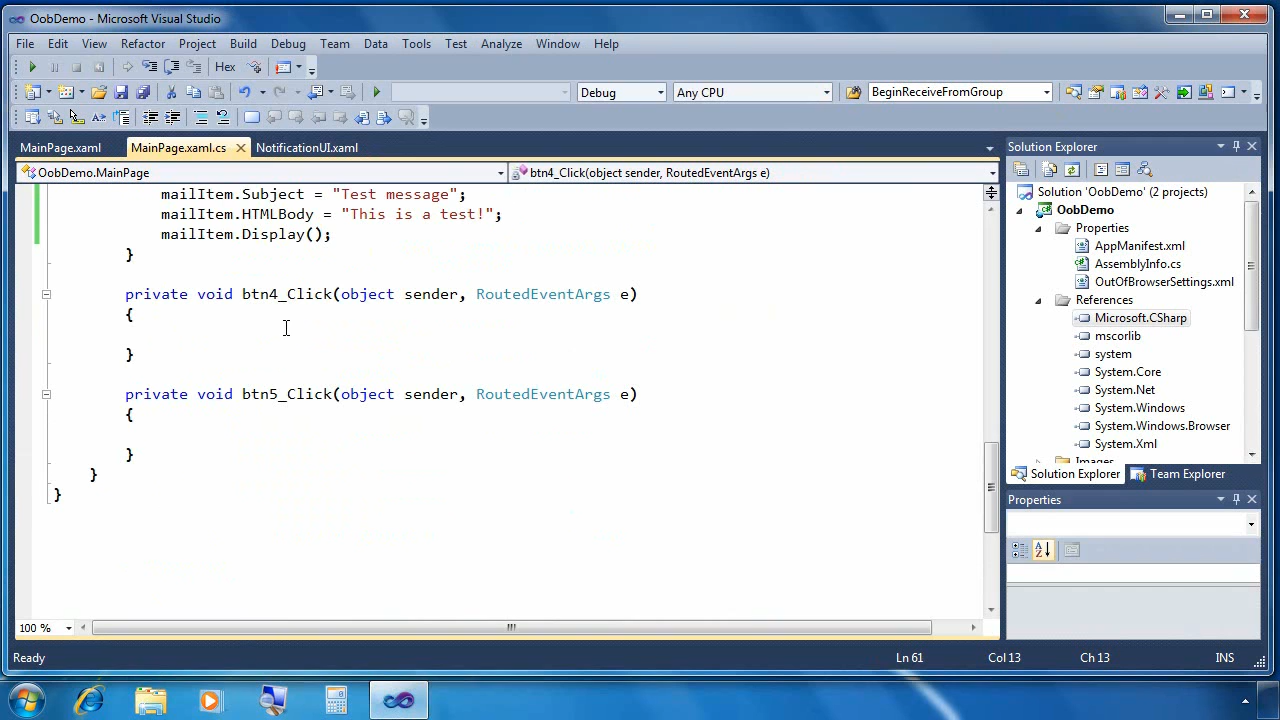 OobDemo - Microsoft Visual Studio
File Edit View Refactor Project Build Debug Team Data Tools Test Analyze Window Help
Hex
Debug Any CPU BeginReceiveFromGroup
MainPage.xaml MainPage.xaml.cs NotificationUI.xaml
OobDemo.MainPage btn4_Click(object sender, RoutedEventArgs e)
mailItem.Subject = "Test message";
mailItem.HTMLBody = "This is a test!";
mailItem.Display();
}
private void btn4_Click(object sender, RoutedEventArgs e)
{
}
private void btn5_Click(object sender, RoutedEventArgs e)
{
}
}
}
100 %
Solution Explorer
Solution 'OobDemo' (2 projects)
OobDemo
Properties
AppManifest.xml
AssemblyInfo.cs
OutOfBrowserSettings.xml
References
Microsoft.CSharp
mscorlib
system
System.Core
System.Net
System.Windows
System.Windows.Browser
System.Xml
Images
Solution Explorer Team Explorer
Properties
Ready Ln 61 Col 13 Ch 13 INS